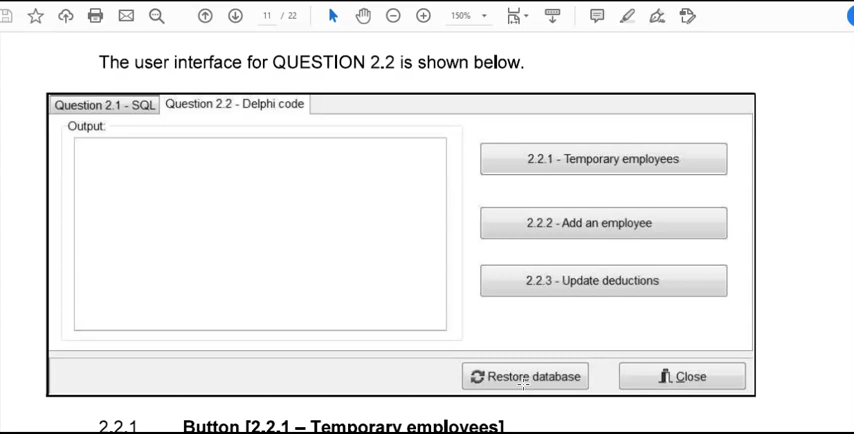 11 / 22
150%
The user interface for QUESTION 2.2 is shown below.
Question 2.1 - SQL
Question 2.2 - Delphi code
Output:
2.2.1 - Temporary employees
2.2.2 - Add an employee
2.2.3 - Update deductions
Restore database
Close
2.2.1 Button [2.2.1 – Temporary employees]